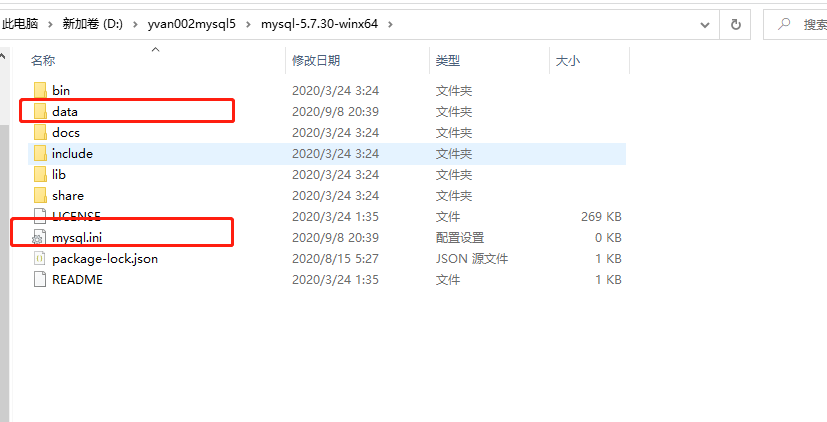 此电脑 > 新加卷 (D:) > yvan002mysql5 > mysql-5.7.30-winx64 >
搜索
名称 修改日期 类型 大小
bin 2020/3/24 3:24 文件夹
data 2020/9/8 20:39 文件夹
docs 2020/3/24 3:24 文件夹
include 2020/3/24 3:24 文件夹
lib 2020/3/24 3:24 文件夹
share 2020/3/24 3:24 文件夹
LICENSE 2020/3/24 1:35 文件 269 KB
mysql.ini 2020/9/8 20:39 配置设置 0 KB
package-lock.json 2020/8/15 5:27 JSON 源文件 1 KB
README 2020/3/24 1:35 文件 1 KB